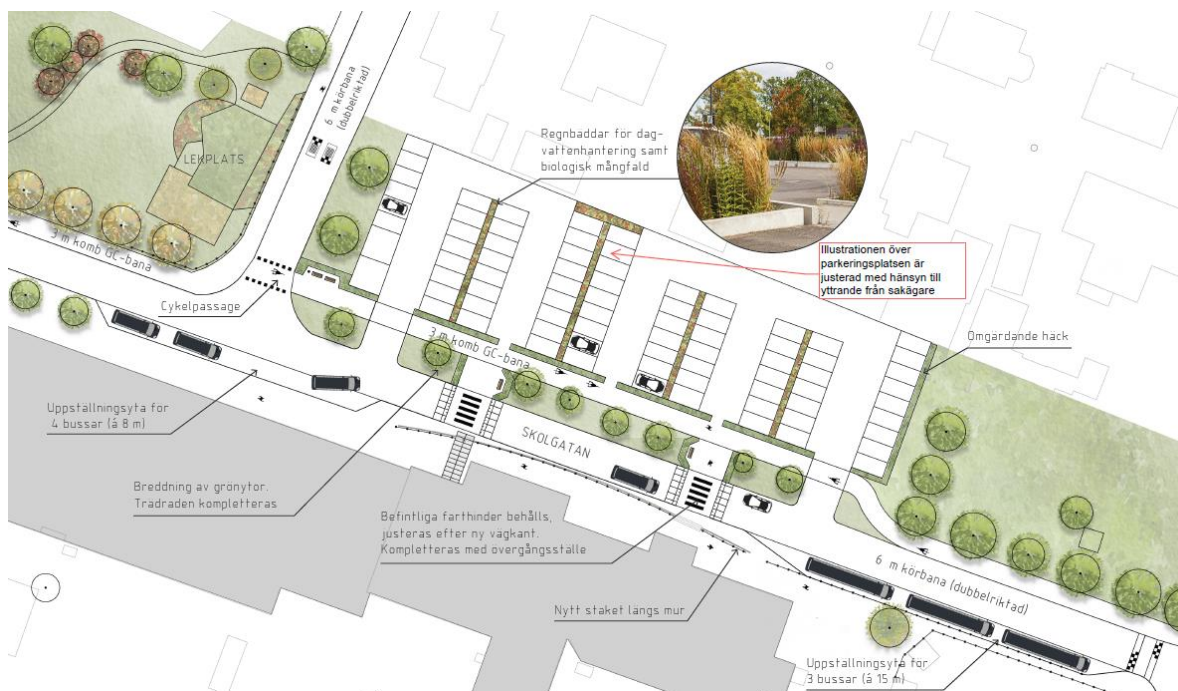 6 m körbana
(dubbelriktad)
Regnbäddar för dag-
vattenhantering samt
biologisk mångfald
LEKPLATS
3 m komb GC-bana
Illustrationen över
parkeringsplatsen är
justerad med hänsyn till
yttrande från sakägare
Cykelpassage
3 m komb GC-bana
Omgärdande häck
Uppställningsyta för
4 bussar (á 8 m)
SKOLGATAN
Breddning av grönytor.
Trädraden kompletteras
Befintliga farthinder behålls,
justeras efter ny vägkant.
Kompletteras med övergångsställe
6 m körbana (dubbelriktad)
Nytt staket längs mur
Uppställningsyta för
3 bussar (á 15 m)